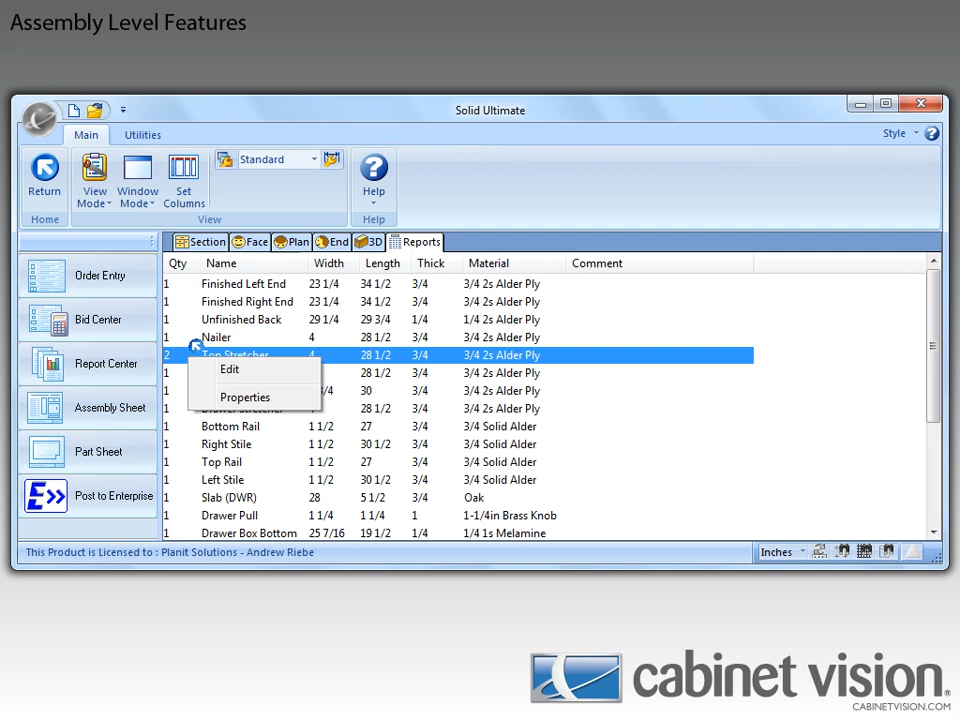 Assembly Level Features
Solid Ultimate
Main Utilities Style
Return View Mode Window Mode Set Columns Standard Help
Home View Help
Section Face Plan End 3D Reports
Qty Name Width Length Thick Material Comment
Order Entry
Bid Center
Report Center
Assembly Sheet
Part Sheet
Post to Enterprise
1 Finished Left End 23 1/4 34 1/2 3/4 3/4 2s Alder Ply
1 Finished Right End 23 1/4 34 1/2 3/4 3/4 2s Alder Ply
1 Unfinished Back 29 1/4 29 3/4 1/4 1/4 2s Alder Ply
1 Nailer 4 28 1/2 3/4 3/4 2s Alder Ply
2 Top Stretcher 4 28 1/2 3/4 3/4 2s Alder Ply
1 28 1/2 3/4 3/4 2s Alder Ply
1 3/4 30 3/4 3/4 2s Alder Ply
1 Drawer Stretcher 28 1/2 3/4 3/4 2s Alder Ply
1 Bottom Rail 1 1/2 27 3/4 3/4 Solid Alder
1 Right Stile 1 1/2 30 1/2 3/4 3/4 Solid Alder
1 Top Rail 1 1/2 27 3/4 3/4 Solid Alder
1 Left Stile 1 1/2 30 1/2 3/4 3/4 Solid Alder
1 Slab (DWR) 28 5 1/2 3/4 Oak
1 Drawer Pull 1 1/4 1 1/4 1 1-1/4in Brass Knob
1 Drawer Box Bottom 25 7/16 19 1/2 1/4 1/4 1s Melamine
Edit
Properties
This Product is Licensed to : Planit Solutions - Andrew Riebe
Inches
cabinet vision®
CABINETVISION.COM